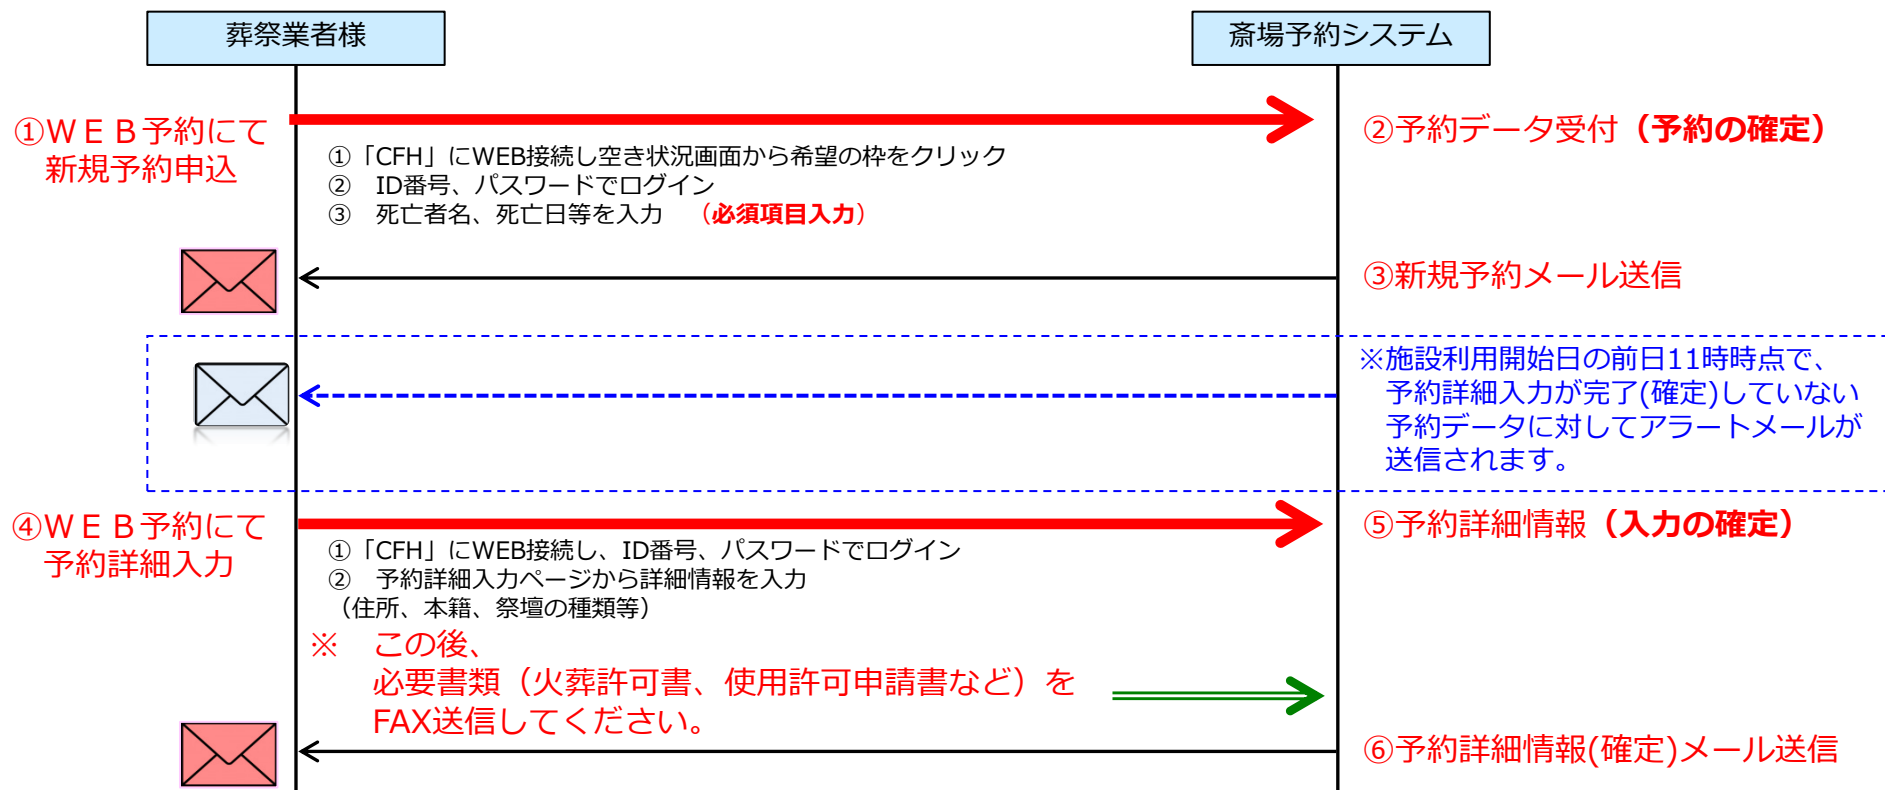 葬祭業者様
斎場予約システム
①ＷＥＢ予約にて
新規予約申込
②予約データ受付（予約の確定）
①「CFH」にWEB接続し空き状況画面から希望の枠をクリック
②　ID番号、パスワードでログイン
③　死亡者名、死亡日等を入力　（必須項目入力）
③新規予約メール送信
※施設利用開始日の前日11時時点で、
予約詳細入力が完了(確定)していない
予約データに対してアラートメールが
送信されます。
④ＷＥＢ予約にて
予約詳細入力
⑤予約詳細情報（入力の確定）
①「CFH」にWEB接続し、ID番号、パスワードでログイン
②　予約詳細入力ページから詳細情報を入力
（住所、本籍、祭壇の種類等）
※　この後、
必要書類（火葬許可書、使用許可申請書など）を
FAX送信してください。
⑥予約詳細情報(確定)メール送信